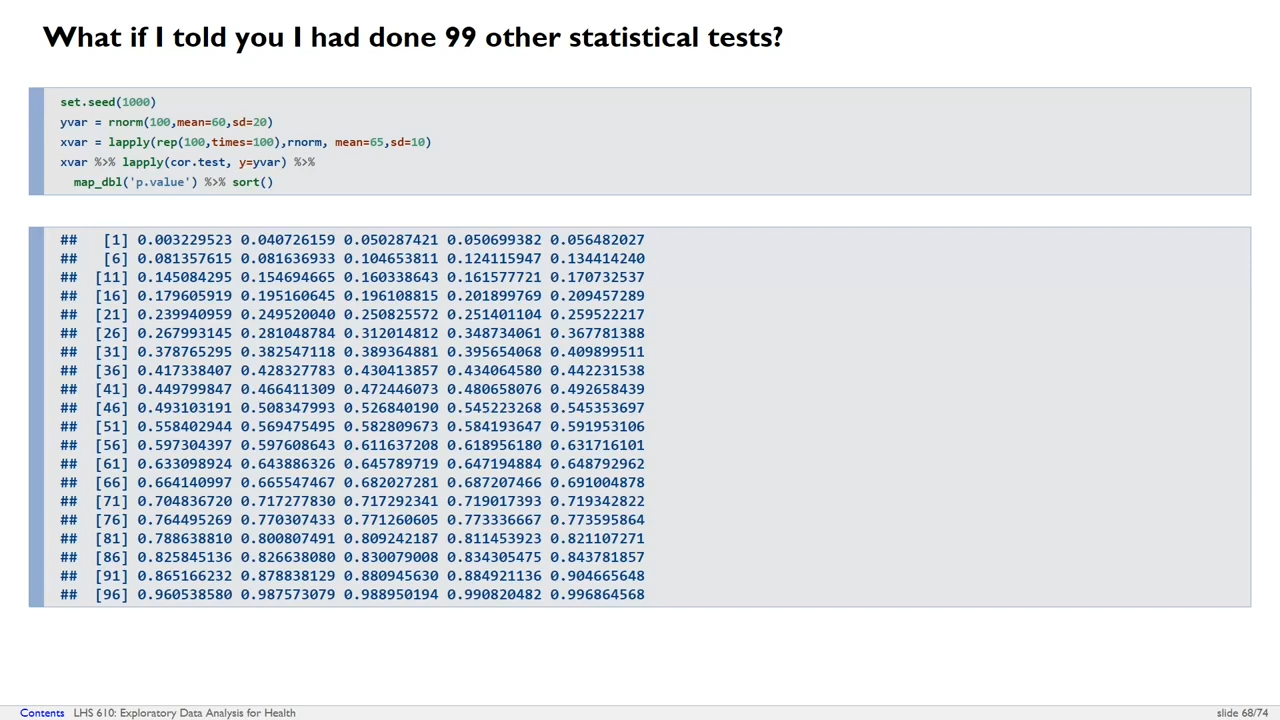 What if I told you I had done 99 other statistical tests?
set.seed(1000)
yvar = rnorm(100,mean=60,sd=20)
xvar = lapply(rep(100,times=100),rnorm, mean=65,sd=10)
xvar %>% lapply(cor.test, y=yvar) %>%
  map_dbl('p.value') %>% sort()
##   [1] 0.003229523 0.040726159 0.050287421 0.050699382 0.056482027
##   [6] 0.081357615 0.081636933 0.104653811 0.124115947 0.134414240
##  [11] 0.145084295 0.154694665 0.160338643 0.161577721 0.170732537
##  [16] 0.179605919 0.195160645 0.196108815 0.201899769 0.209457289
##  [21] 0.239940959 0.249520040 0.250825572 0.251401104 0.259522217
##  [26] 0.267993145 0.281048784 0.312014812 0.348734061 0.367781388
##  [31] 0.378765295 0.382547118 0.389364881 0.395654068 0.409899511
##  [36] 0.417338407 0.428327783 0.430413857 0.434064580 0.442231538
##  [41] 0.449799847 0.466411309 0.472446073 0.480658076 0.492658439
##  [46] 0.493103191 0.508347993 0.526840190 0.545223268 0.545353697
##  [51] 0.558402944 0.569475495 0.582809673 0.584193647 0.591953106
##  [56] 0.597304397 0.597608643 0.611637208 0.618956180 0.631716101
##  [61] 0.633098924 0.643886326 0.645789719 0.647194884 0.648792962
##  [66] 0.664140997 0.665547467 0.682027281 0.687207466 0.691004878
##  [71] 0.704836720 0.717277830 0.717292341 0.719017393 0.719342822
##  [76] 0.764495269 0.770307433 0.771260605 0.773336667 0.773595864
##  [81] 0.788638810 0.800807491 0.809242187 0.811453923 0.821107271
##  [86] 0.825845136 0.826638080 0.830079008 0.834305475 0.843781857
##  [91] 0.865166232 0.878838129 0.880945630 0.884921136 0.904665648
##  [96] 0.960538580 0.987573079 0.988950194 0.990820482 0.996864568
Contents LHS 610: Exploratory Data Analysis for Health
slide 68/74